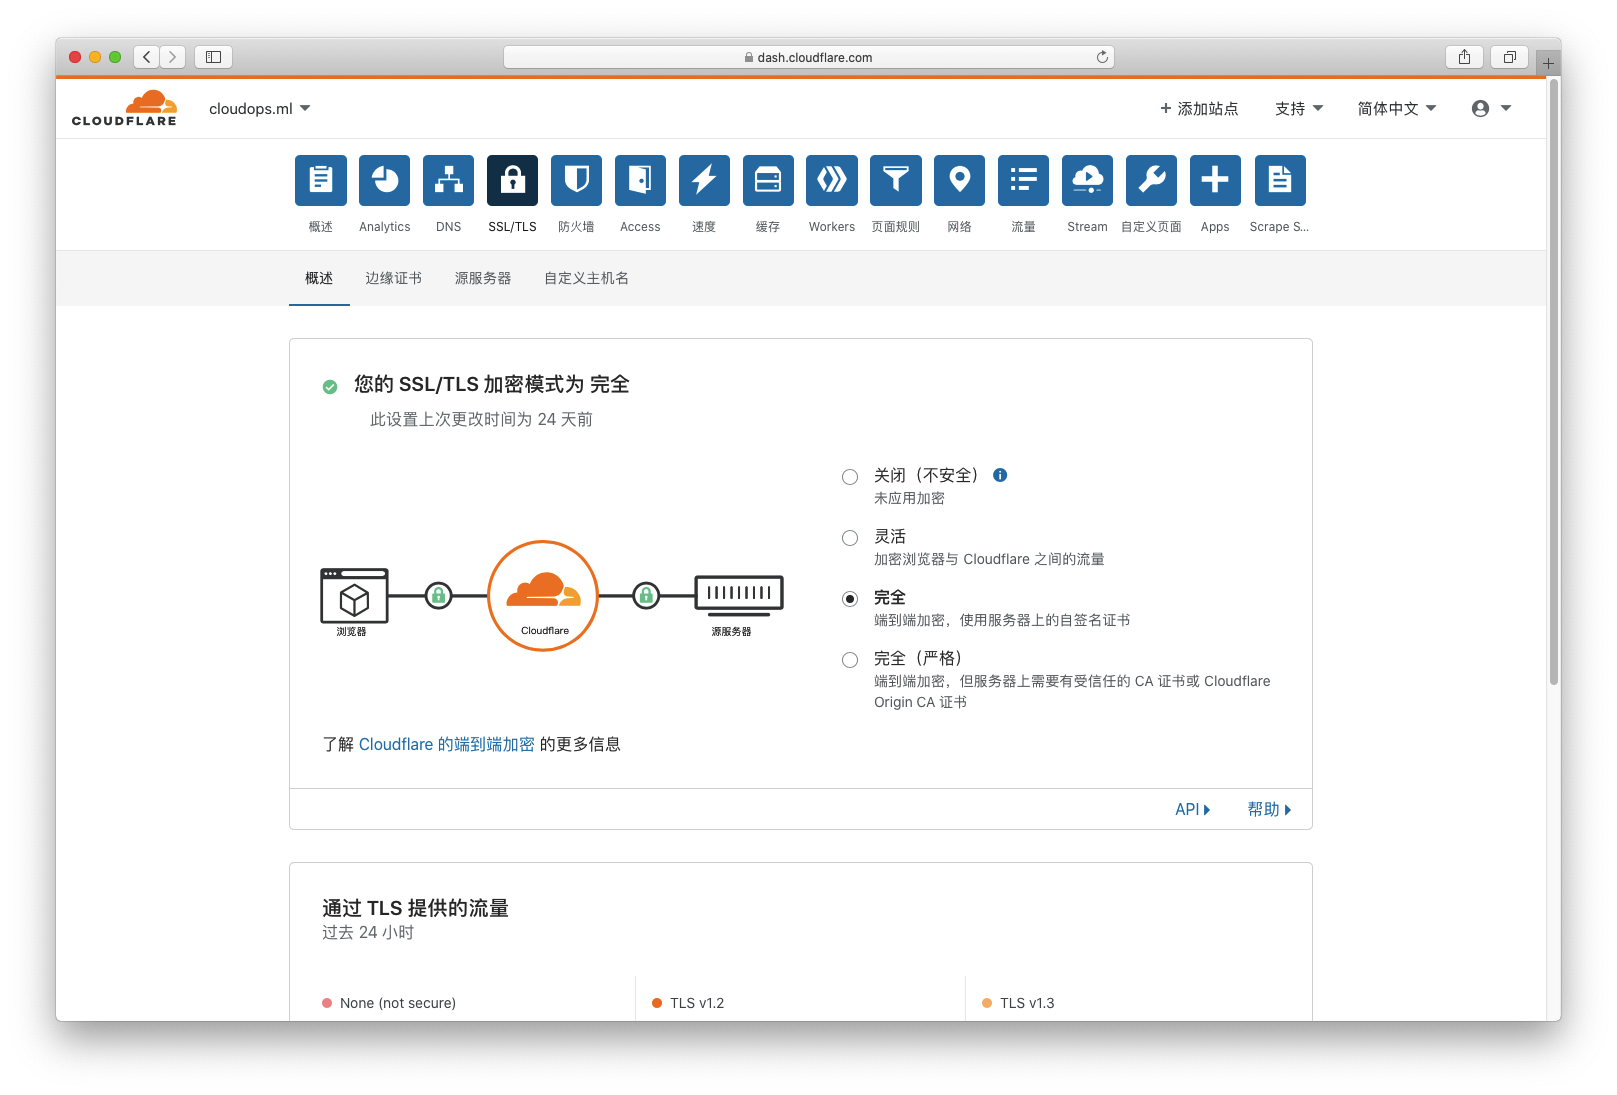 dash.cloudflare.com
CLOUDFLARE
cloudops.ml
添加站点
支持
简体中文
概述
Analytics
DNS
SSL/TLS
防火墙
Access
速度
缓存
Workers
页面规则
网络
流量
Stream
自定义页面
Apps
Scrape S...
概述
边缘证书
源服务器
自定义主机名
您的 SSL/TLS 加密模式为 完全
此设置上次更改时间为 24 天前
浏览器
Cloudflare
源服务器
关闭（不安全）
未应用加密
灵活
加密浏览器与 Cloudflare 之间的流量
完全
端到端加密，使用服务器上的自签名证书
完全（严格）
端到端加密，但服务器上需要有受信任的 CA 证书或 Cloudflare
Origin CA 证书
了解 Cloudflare 的端到端加密 的更多信息
API
帮助
通过 TLS 提供的流量
过去 24 小时
None (not secure)
TLS v1.2
TLS v1.3